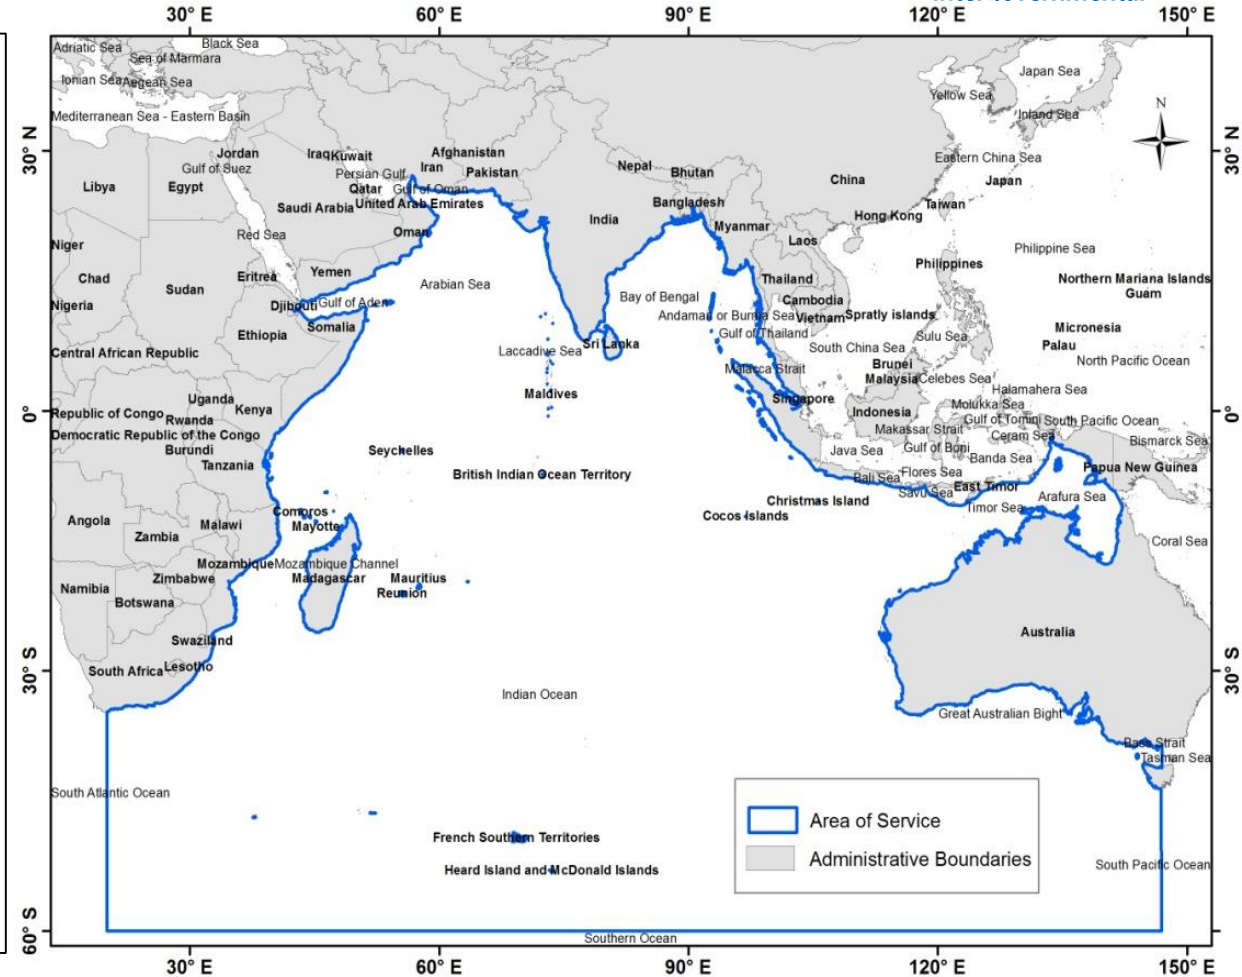 30° E 60° E 90° E 120° E 150° E
Adriatic Sea
Black Sea
Sea of Marmara
Ionian Sea
Aegean Sea
Mediterranean Sea - Eastern Basin
Japan Sea
Yellow Sea
Inland Sea
N
30° N
30° N
Jordan
Iraq
Kuwait
Afghanistan
Gulf of Suez
Persian Gulf
Iran
Pakistan
Nepal
Bhutan
Eastern China Sea
Libya
Egypt
Qatar
Gulf of Oman
China
Japan
Saudi Arabia
United Arab Emirates
Bangladesh
Taiwan
Hong Kong
India
Myanmar
Red Sea
Oman
Laos
Niger
Philippine Sea
Chad
Eritrea
Yemen
Arabian Sea
Thailand
Philippines
Northern Mariana Islands
Guam
Sudan
Nigeria
Djibouti
Gulf of Aden
Bay of Bengal
Cambodia
Andaman or Burma Sea
Vietnam
Spratly islands
Ethiopia
Somalia
Gulf of Thailand
Micronesia
Sri Lanka
Sulu Sea
Palau
Central African Republic
Laccadive Sea
South China Sea
North Pacific Ocean
Malacca Strait
Brunei
Malaysia
Celebes Sea
Halamahera Sea
Uganda
Kenya
Maldives
Singapore
Molukka Sea
0°
0°
Republic of Congo
Rwanda
Indonesia
Gulf of Tomini
South Pacific Ocean
Democratic Republic of the Congo
Makassar Strait
Ceram Sea
Bismarck Sea
Burundi
Seychelles
Java Sea
Gulf of Boni
Banda Sea
Tanzania
British Indian Ocean Territory
Flores Sea
Papua New Guinea
Bali Sea
Savu Sea
East Timor
Arafura Sea
Christmas Island
Timor Sea
Comoros
Cocos Islands
Angola
Malawi
Mayotte
Zambia
Coral Sea
Mozambique
Mozambique Channel
Zimbabwe
Madagascar
Mauritius
Namibia
Reunion
Botswana
Australia
Swaziland
30° S
30° S
South Africa
Lesotho
Indian Ocean
Great Australian Bight
Bass Strait
Tasman Sea
South Atlantic Ocean
Area of Service
French Southern Territories
Administrative Boundaries
South Pacific Ocean
Heard Island and McDonald Islands
60° S
Southern Ocean
30° E 60° E 90° E 120° E 150° E